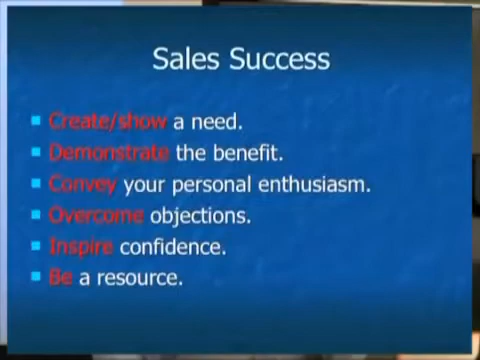 Sales Success
Create/show a need.
Demonstrate the benefit.
Convey your personal enthusiasm.
Overcome objections.
Inspire confidence.
Be a resource.